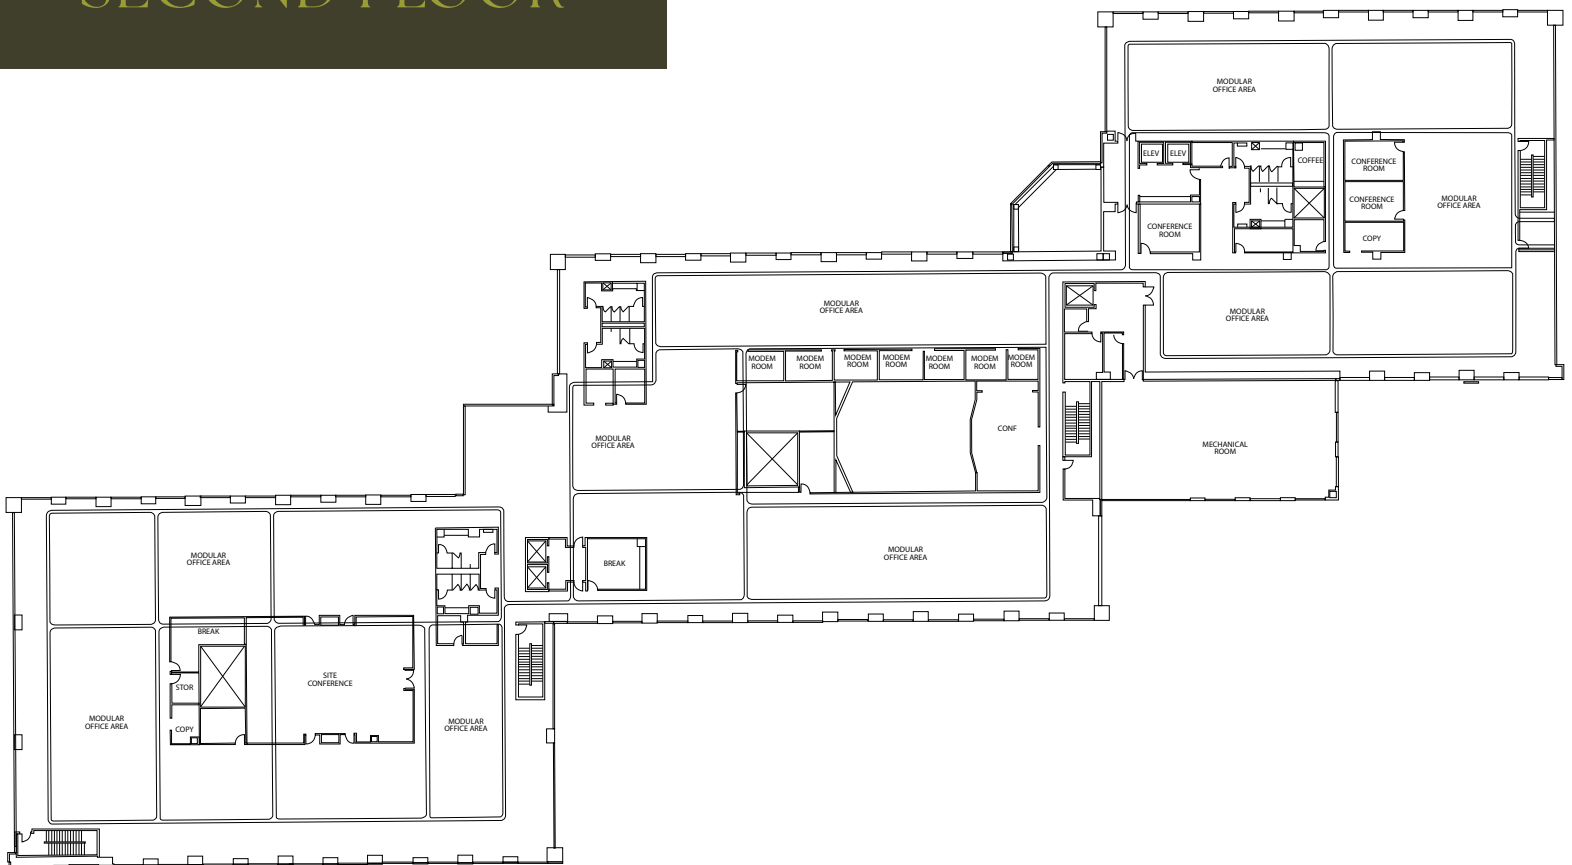 SECOND FLOOR
MODULAR
OFFICE AREA
ELEV
ELEV
COFFEE
CONFERENCE
ROOM
CONFERENCE
ROOM
MODULAR
OFFICE AREA
CONFERENCE
ROOM
COPY
MODULAR
OFFICE AREA
MODULAR
OFFICE AREA
MODEM
ROOM
MODEM
ROOM
MODEM
ROOM
MODEM
ROOM
MODEM
ROOM
MODEM
ROOM
MODEM
ROOM
MODULAR
OFFICE AREA
CONF
MECHANICAL
ROOM
MODULAR
OFFICE AREA
BREAK
MODULAR
OFFICE AREA
BREAK
SITE
CONFERENCE
STOR
COPY
MODULAR
OFFICE AREA
MODULAR
OFFICE AREA